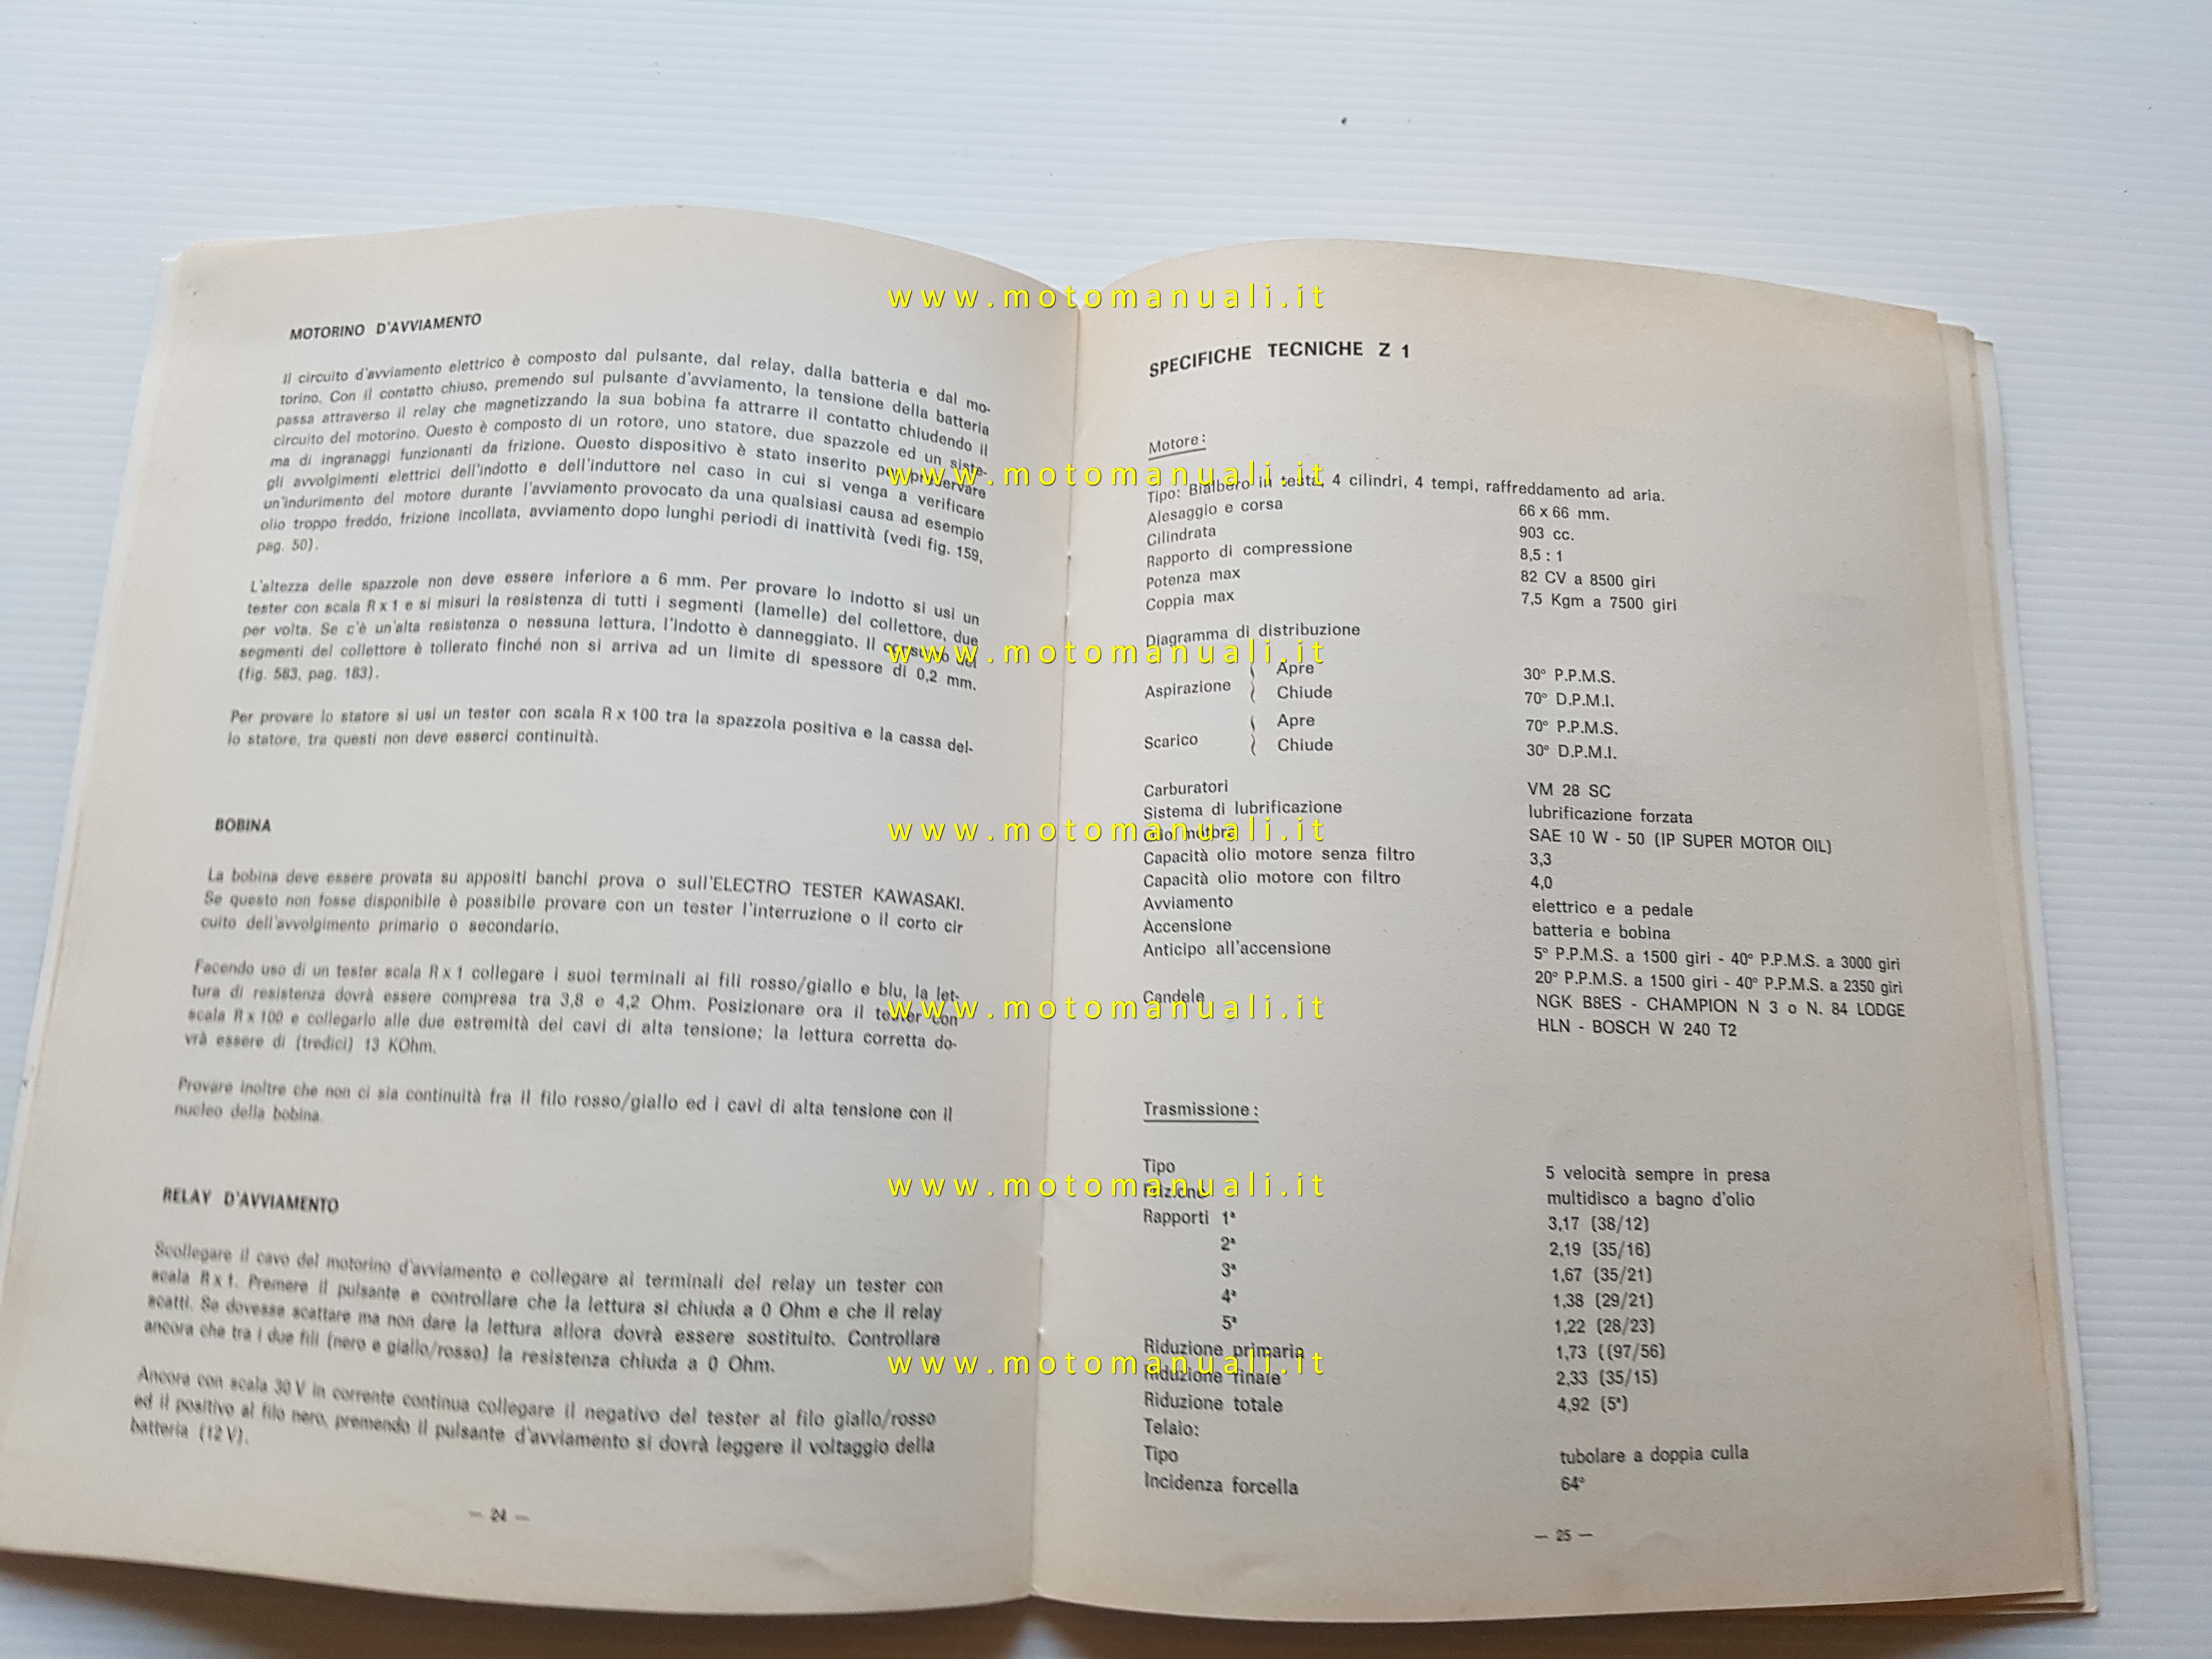 MOTORINO D'AVVIAMENTO
Il circuito d'avviamento elettrico è composto dal pulsante, dal relay, dalla batteria e dal mo-
torino. Con il contatto chiuso, premendo sul pulsante d'avviamento, la tensione della batteria
passa attraverso il relay che magnetizzando la sua bobina fa attrarre il contatto chiudendo il
circuito del motorino. Questo è composto di un rotore, uno statore, due spazzole ed un siste-
ma di ingranaggi funzionanti da frizione. Questo dispositivo è stato inserito per preservare
gli avvolgimenti elettrici dell'indotto e dell'induttore nel caso in cui si venga a verificare
un'indurimento del motore durante l'avviamento provocato da una qualsiasi causa ad esempio
olio troppo freddo, frizione incollata, avviamento dopo lunghi periodi di inattività (vedi fig. 159,
pag. 50).
L'altezza delle spazzole non deve essere inferiore a 6 mm. Per provare lo indotto si usi un
tester con scala R x 1 e si misuri la resistenza di tutti i segmenti (lamelle) del collettore, due
per volta. Se c'è un'alta resistenza o nessuna lettura, l'indotto è danneggiato. Il consumo dei
segmenti del collettore è tollerato finché non si arriva ad un limite di spessore di 0,2 mm.
(fig. 583, pag. 183).
Per provare lo statore si usi un tester con scala R x 100 tra la spazzola positiva e la cassa del-
lo statore, tra questi non deve esserci continuità.
BOBINA
La bobina deve essere provata su appositi banchi prova o sull'ELECTRO TESTER KAWASAKI.
Se questo non fosse disponibile è possibile provare con un tester l'interruzione o il corto cir
cuito dell'avvolgimento primario o secondario.
Facendo uso di un tester scala R x 1 collegare i suoi terminali ai fili rosso/giallo e blu, la let-
tura di resistenza dovrà essere compresa tra 3,8 e 4,2 Ohm. Posizionare ora il tester con
scala R x 100 e collegarlo alle due estremità dei cavi di alta tensione; la lettura corretta do-
vrà essere di (tredici) 13 KOhm.
Provare inoltre che non ci sia continuità fra il filo rosso/giallo ed i cavi di alta tensione con il
nucleo della bobina.
RELAY D'AVVIAMENTO
Scollegare il cavo del motorino d'avviamento e collegare ai terminali del relay un tester con
scala R x 1. Premere il pulsante e controllare che la lettura si chiuda a 0 Ohm e che il relay
scatti. Se dovesse scattare ma non dare la lettura allora dovrà essere sostituito. Controllare
ancora che tra i due fili (nero e giallo/rosso) la resistenza chiuda a 0 Ohm.
Ancora con scala 30 V in corrente continua collegare il negativo del tester al filo giallo/rosso
ed il positivo al filo nero, premendo il pulsante d'avviamento si dovrà leggere il voltaggio della
batteria (12 V).
— 24 —
SPECIFICHE TECNICHE Z 1
Motore:
Tipo: Bialbero in testa, 4 cilindri, 4 tempi, raffreddamento ad aria.
Alesaggio e corsa 66 x 66 mm.
Cilindrata 903 cc.
Rapporto di compressione 8,5 : 1
Potenza max 82 CV a 8500 giri
Coppia max 7,5 Kgm a 7500 giri
Diagramma di distribuzione
Aspirazione Apre 30° P.P.M.S.
Chiude 70° D.P.M.I.
Scarico Apre 70° P.P.M.S.
Chiude 30° D.P.M.I.
Carburatori VM 28 SC
Sistema di lubrificazione lubrificazione forzata
Olio motore SAE 10 W - 50 (IP SUPER MOTOR OIL)
Capacità olio motore senza filtro 3,3
Capacità olio motore con filtro 4,0
Avviamento elettrico e a pedale
Accensione batteria e bobina
Anticipo all'accensione 5° P.P.M.S. a 1500 giri - 40° P.P.M.S. a 3000 giri
20° P.P.M.S. a 1500 giri - 40° P.P.M.S. a 2350 giri
Candele NGK B8ES - CHAMPION N 3 o N. 84 LODGE
HLN - BOSCH W 240 T2
Trasmissione:
Tipo 5 velocità sempre in presa
Frizione multidisco a bagno d'olio
Rapporti 1ª 3,17 (38/12)
2ª 2,19 (35/16)
3ª 1,67 (35/21)
4ª 1,38 (29/21)
5ª 1,22 (28/23)
Riduzione primaria 1,73 ((97/56)
Riduzione finale 2,33 (35/15)
Riduzione totale 4,92 (5ª)
Telaio:
Tipo tubolare a doppia culla
Incidenza forcella 64°
— 25 —
www.motomanuali.it
www.motomanuali.it
www.motomanuali.it
www.motomanuali.it
www.motomanuali.it
www.motomanuali.it
www.motomanuali.it